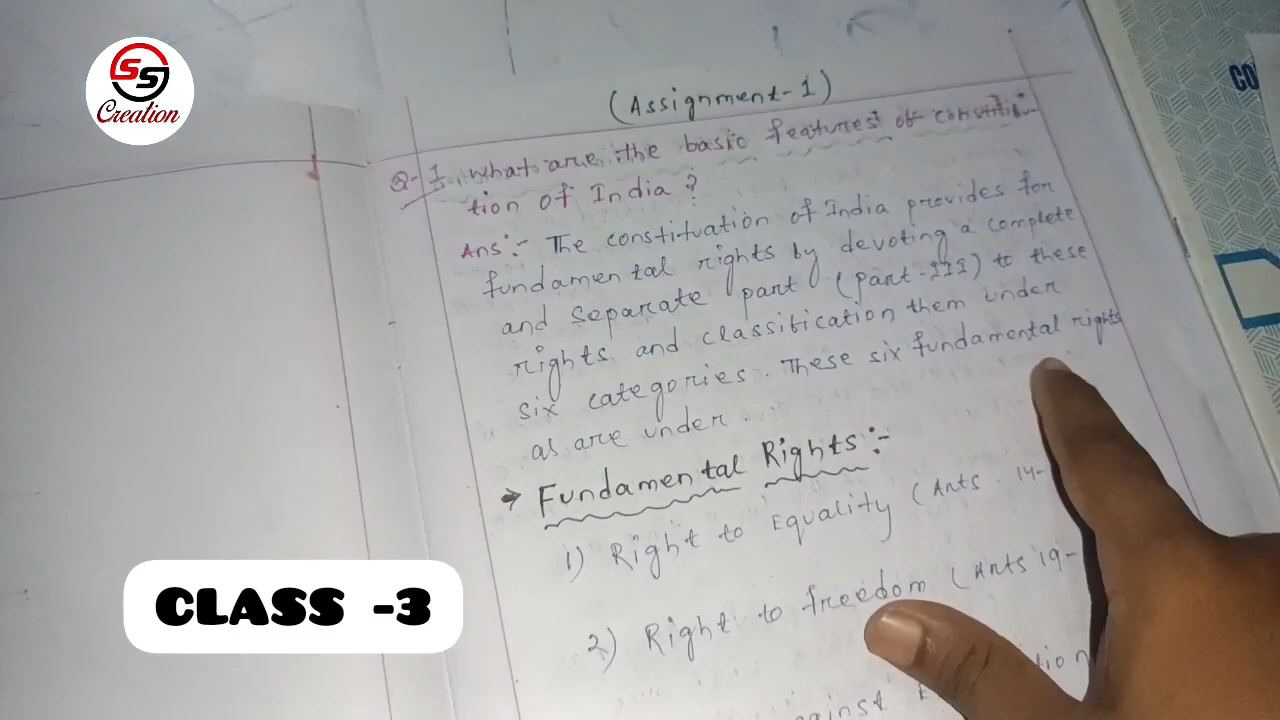 SS
Creation
(Assignment-1)
Q-1. What are the basic features of constitu-
tion of India?
Ans:- The constituation of India provides for
fundamental rights by devoting a complete
and separate part (part-III) to these
rights and classification them under
six categories. These six fundamental rights
as are under.
→ Fundamental Rights:-
1) Right to Equality (Arts. 14-
2) Right to freedom (Arts 19-
against
CO
CLASS -3